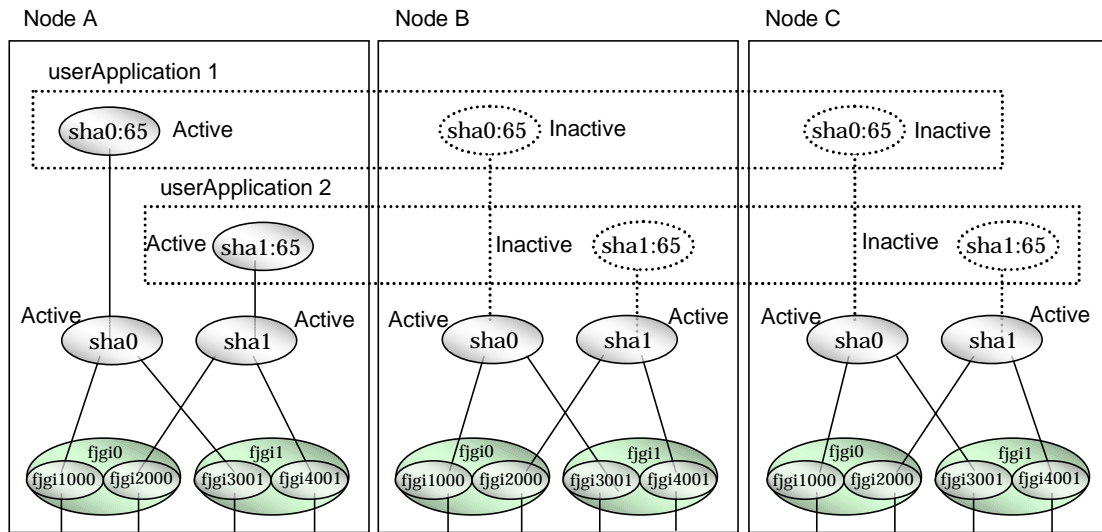 Node A
Node B
Node C
userApplication 1
sha0:65
Active
sha0:65
Inactive
sha0:65
Inactive
userApplication 2
Active
sha1:65
Inactive
sha1:65
Inactive
sha1:65
Active
sha0
sha1
Active
Active
sha0
sha1
Active
Active
sha0
sha1
Active
fjgi0
fjgi1
fjgi0
fjgi1
fjgi0
fjgi1
fjgi1000
fjgi2000
fjgi3001
fjgi4001
fjgi1000
fjgi2000
fjgi3001
fjgi4001
fjgi1000
fjgi2000
fjgi3001
fjgi4001